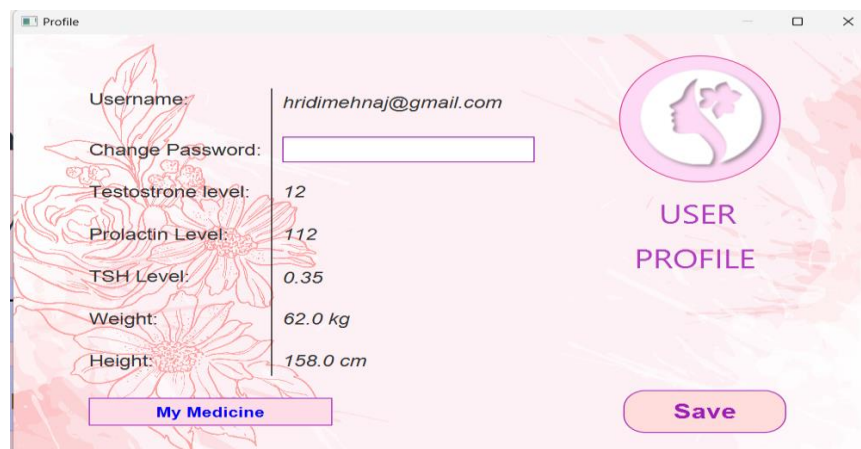 Profile
Username: hridimehnaj@gmail.com
Change Password:
Testostrone level: 12
Prolactin Level: 112
TSH Level: 0.35
Weight: 62.0 kg
Height: 158.0 cm
My Medicine
USER
PROFILE
Save